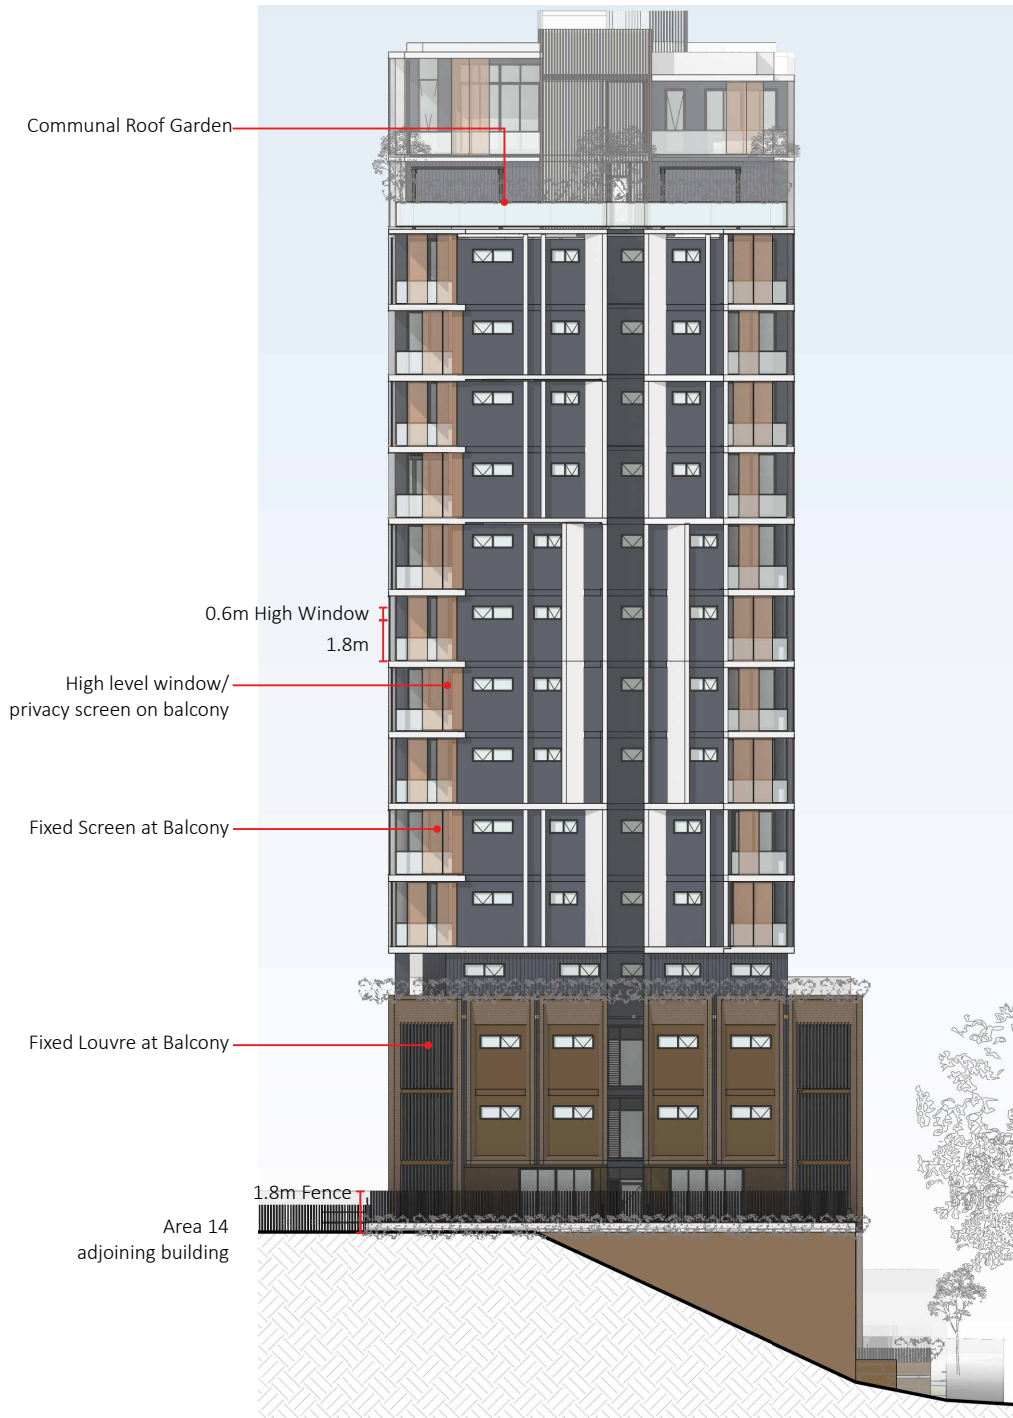 Communal Roof Garden
0.6m High Window
1.8m
High level window/
privacy screen on balcony
Fixed Screen at Balcony
Fixed Louvre at Balcony
1.8m Fence
Area 14
adjoining building